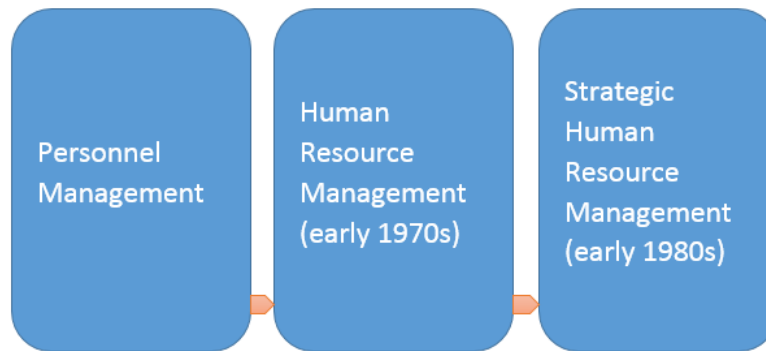 Personnel
Management
Human
Resource
Management
(early 1970s)
Strategic
Human
Resource
Management
(early 1980s)